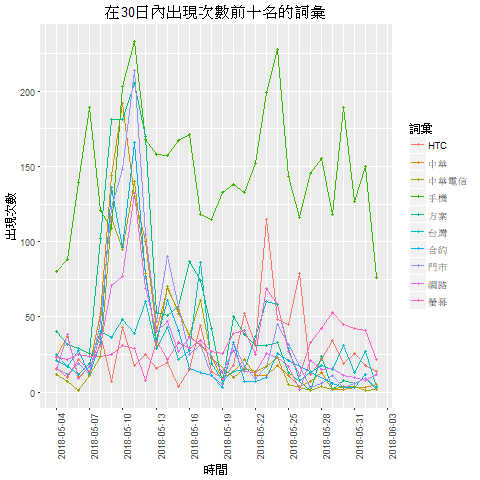 在30日內出現次數前十名的詞彙
出現次數
200
150
100
50
0
2018-05-04
2018-05-07
2018-05-10
2018-05-13
2018-05-16
2018-05-19
2018-05-22
2018-05-25
2018-05-28
2018-05-31
2018-06-03
時間
詞彙
HTC
中華
中華電信
手機
方案
台灣
合約
門市
網路
螢幕